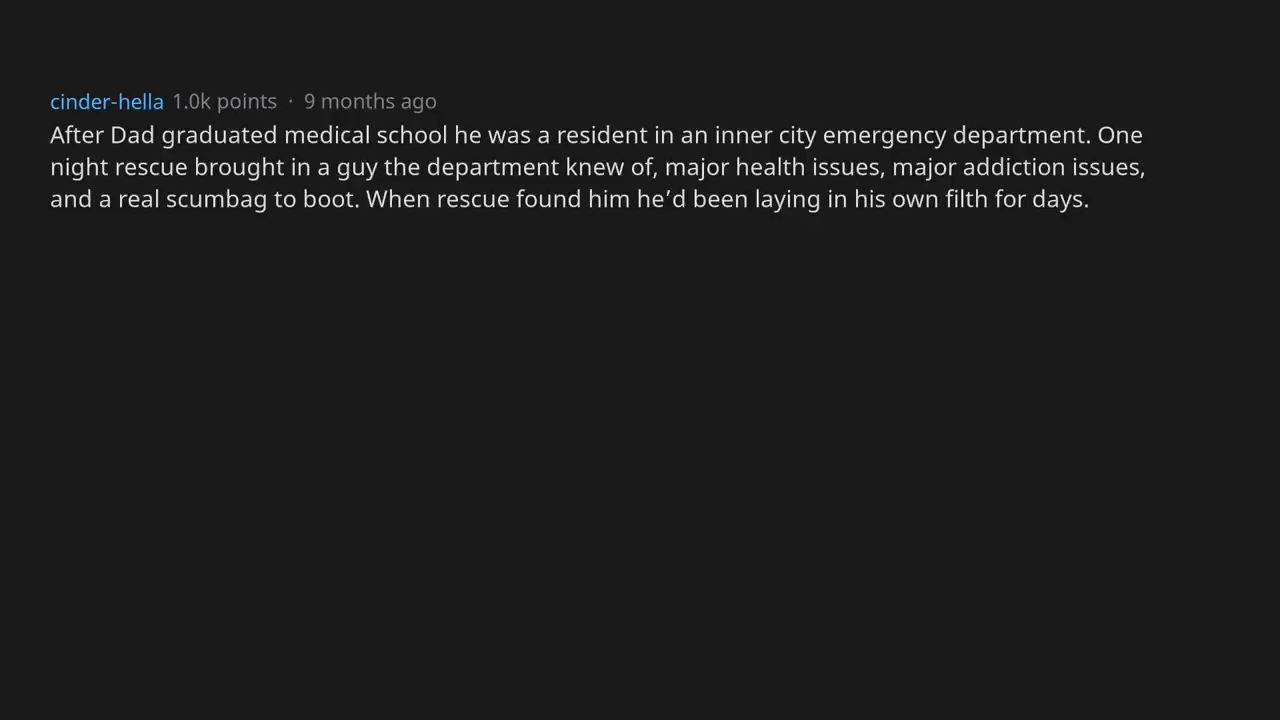 cinder-hella 1.0k points · 9 months ago
After Dad graduated medical school he was a resident in an inner city emergency department. One
night rescue brought in a guy the department knew of, major health issues, major addiction issues,
and a real scumbag to boot. When rescue found him he’d been laying in his own filth for days.